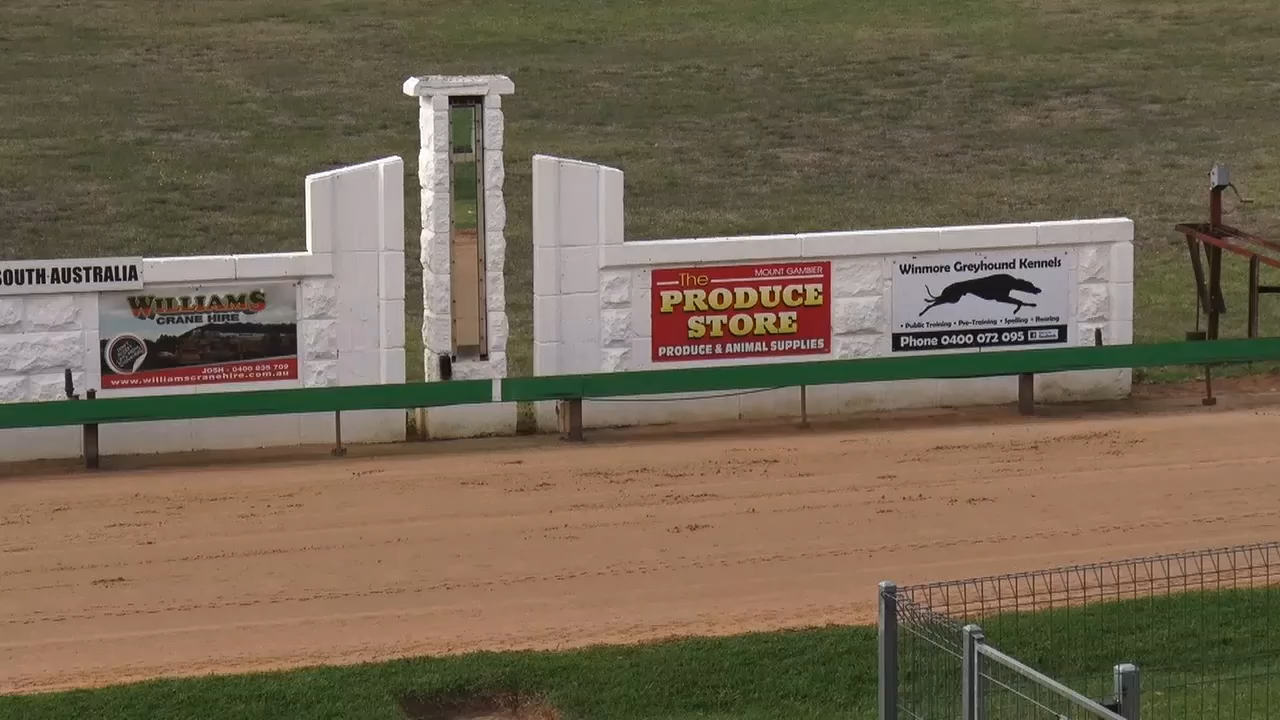 SOUTH AUSTRALIA
WILLIAMS
CRANE HIRE
JOSH - 0400 835 709
www.williamscranehire.com.au
The
MOUNT GAMBIER
PRODUCE
STORE
PRODUCE & ANIMAL SUPPLIES
Winmore Greyhound Kennels
• Public Training • Pre-Training • Spelling • Rearing
Phone 0400 072 095